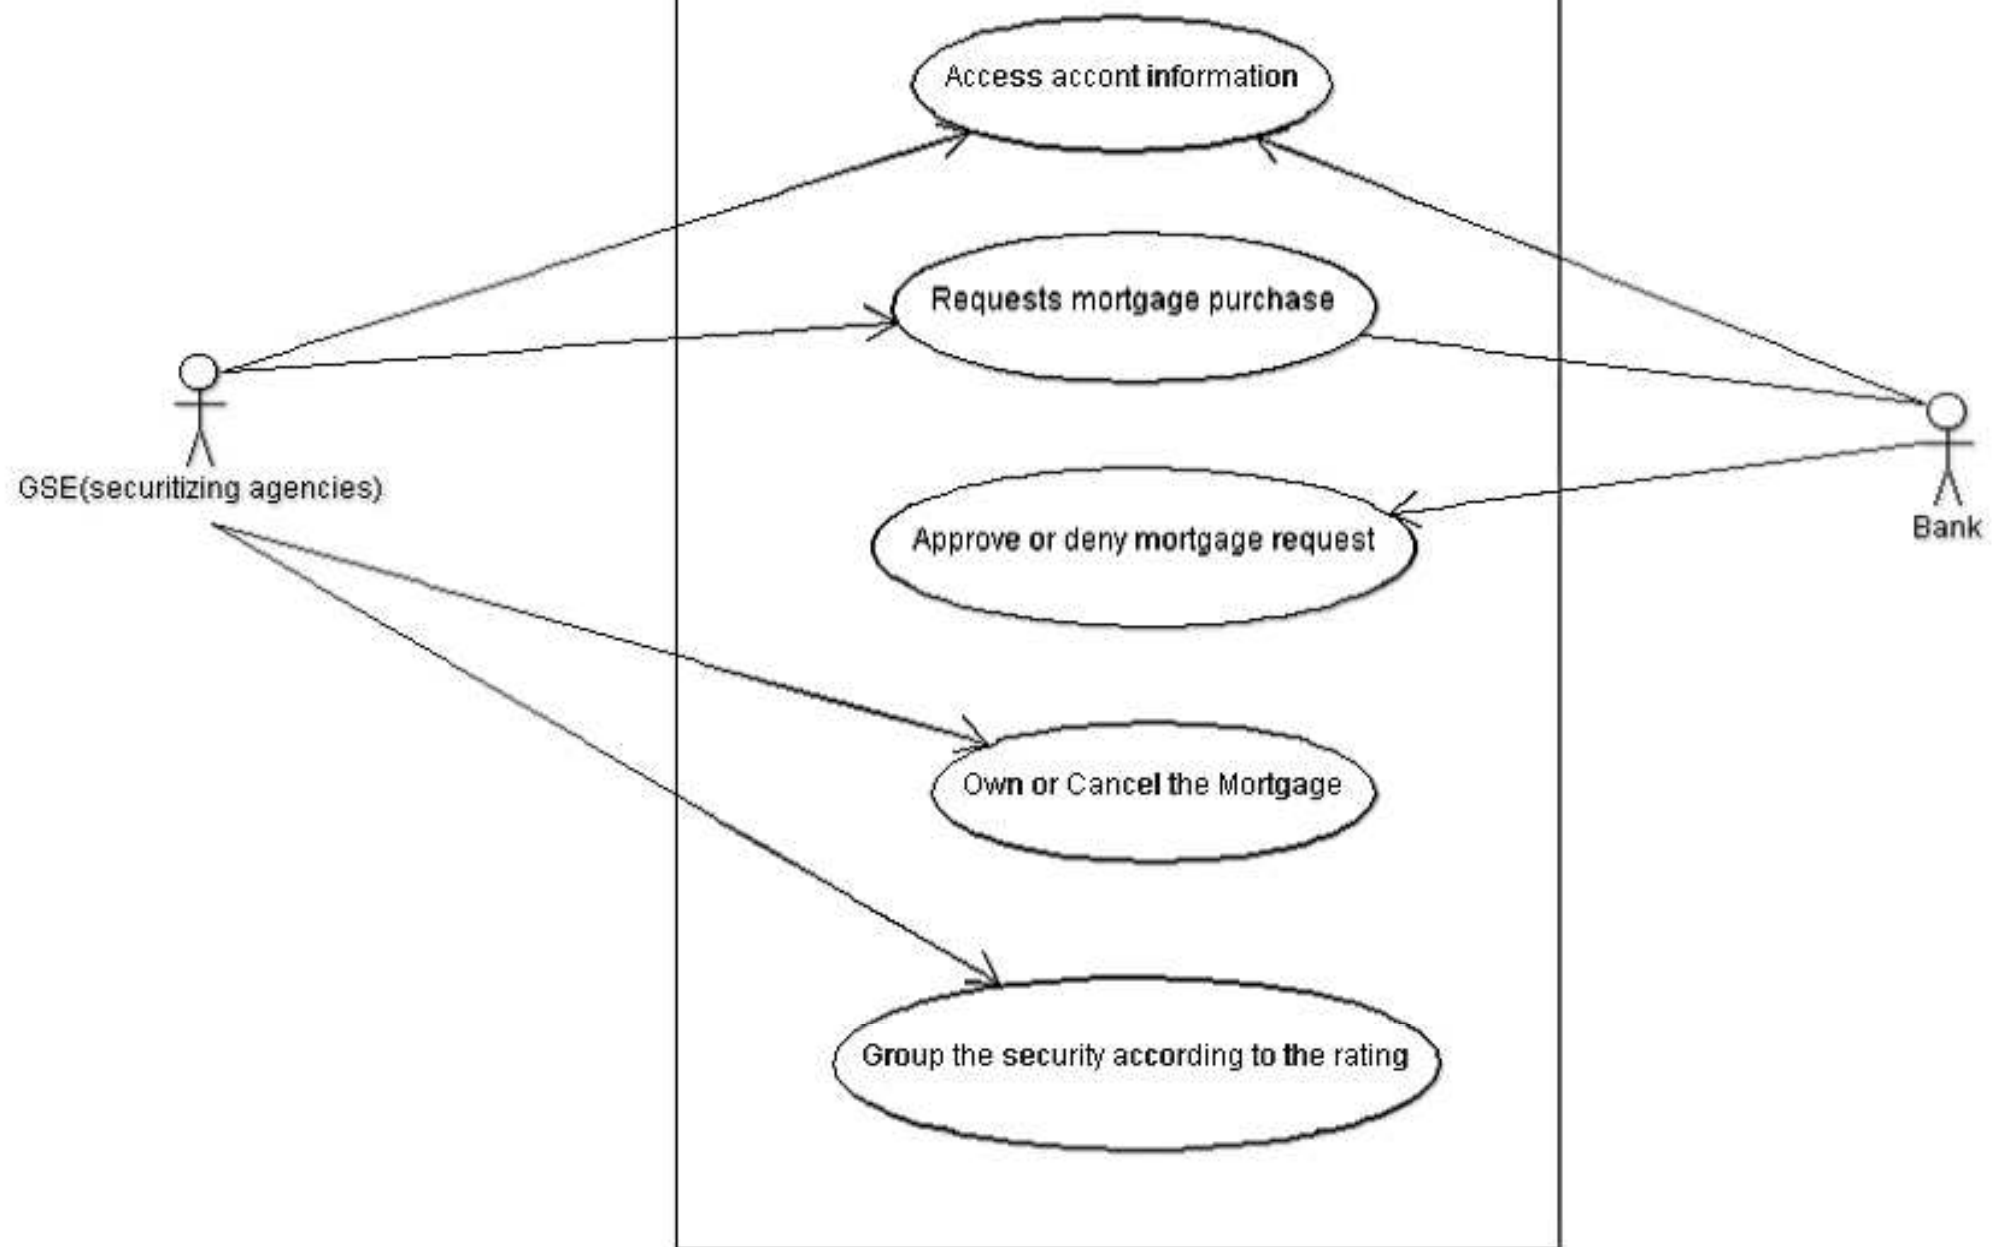 Access accont information
Requests mortgage purchase
GSE(securitizing agencies)
Bank
Approve or deny mortgage request
Own or Cancel the Mortgage
Group the security according to the rating